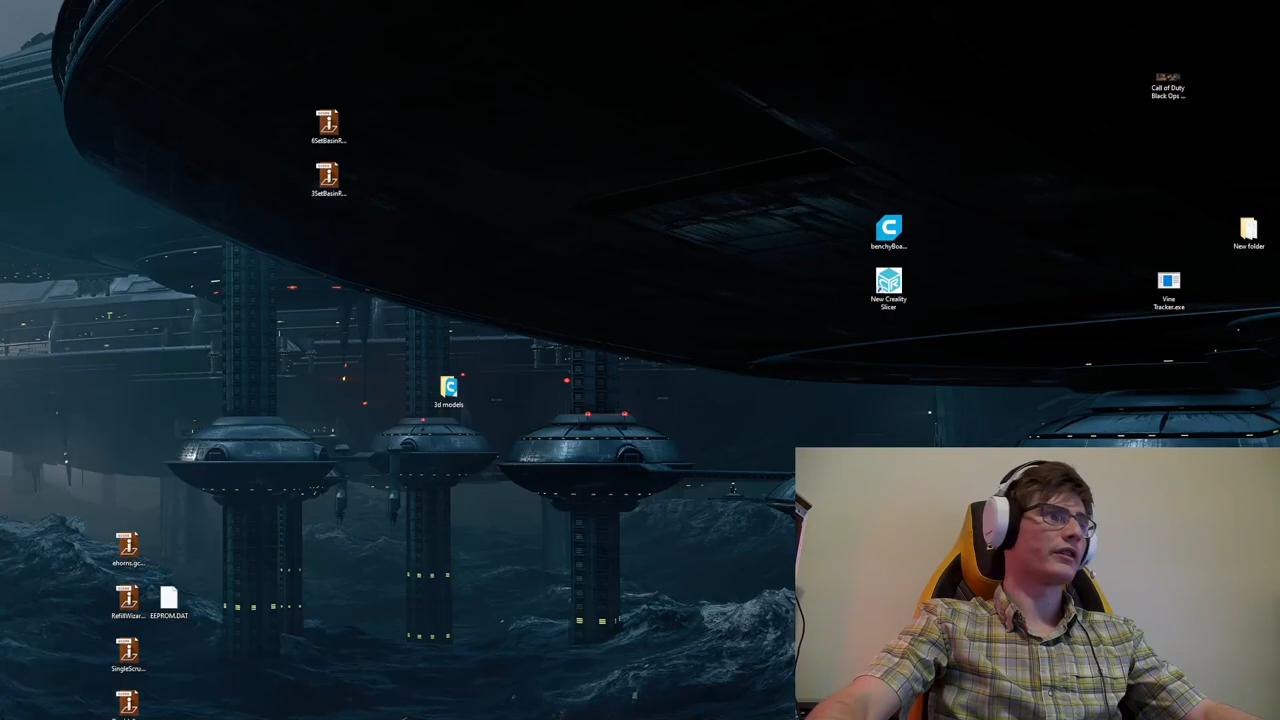 Call of Duty
Black Ops ...
6SetBasinR...
3SetBasinR...
benchyBoa...
New folder
New Creality
Slicer
Vine
Tracker.exe
3d models
ehorns.gc...
RefillWizar...
EEPROM.DAT
SingleScru...